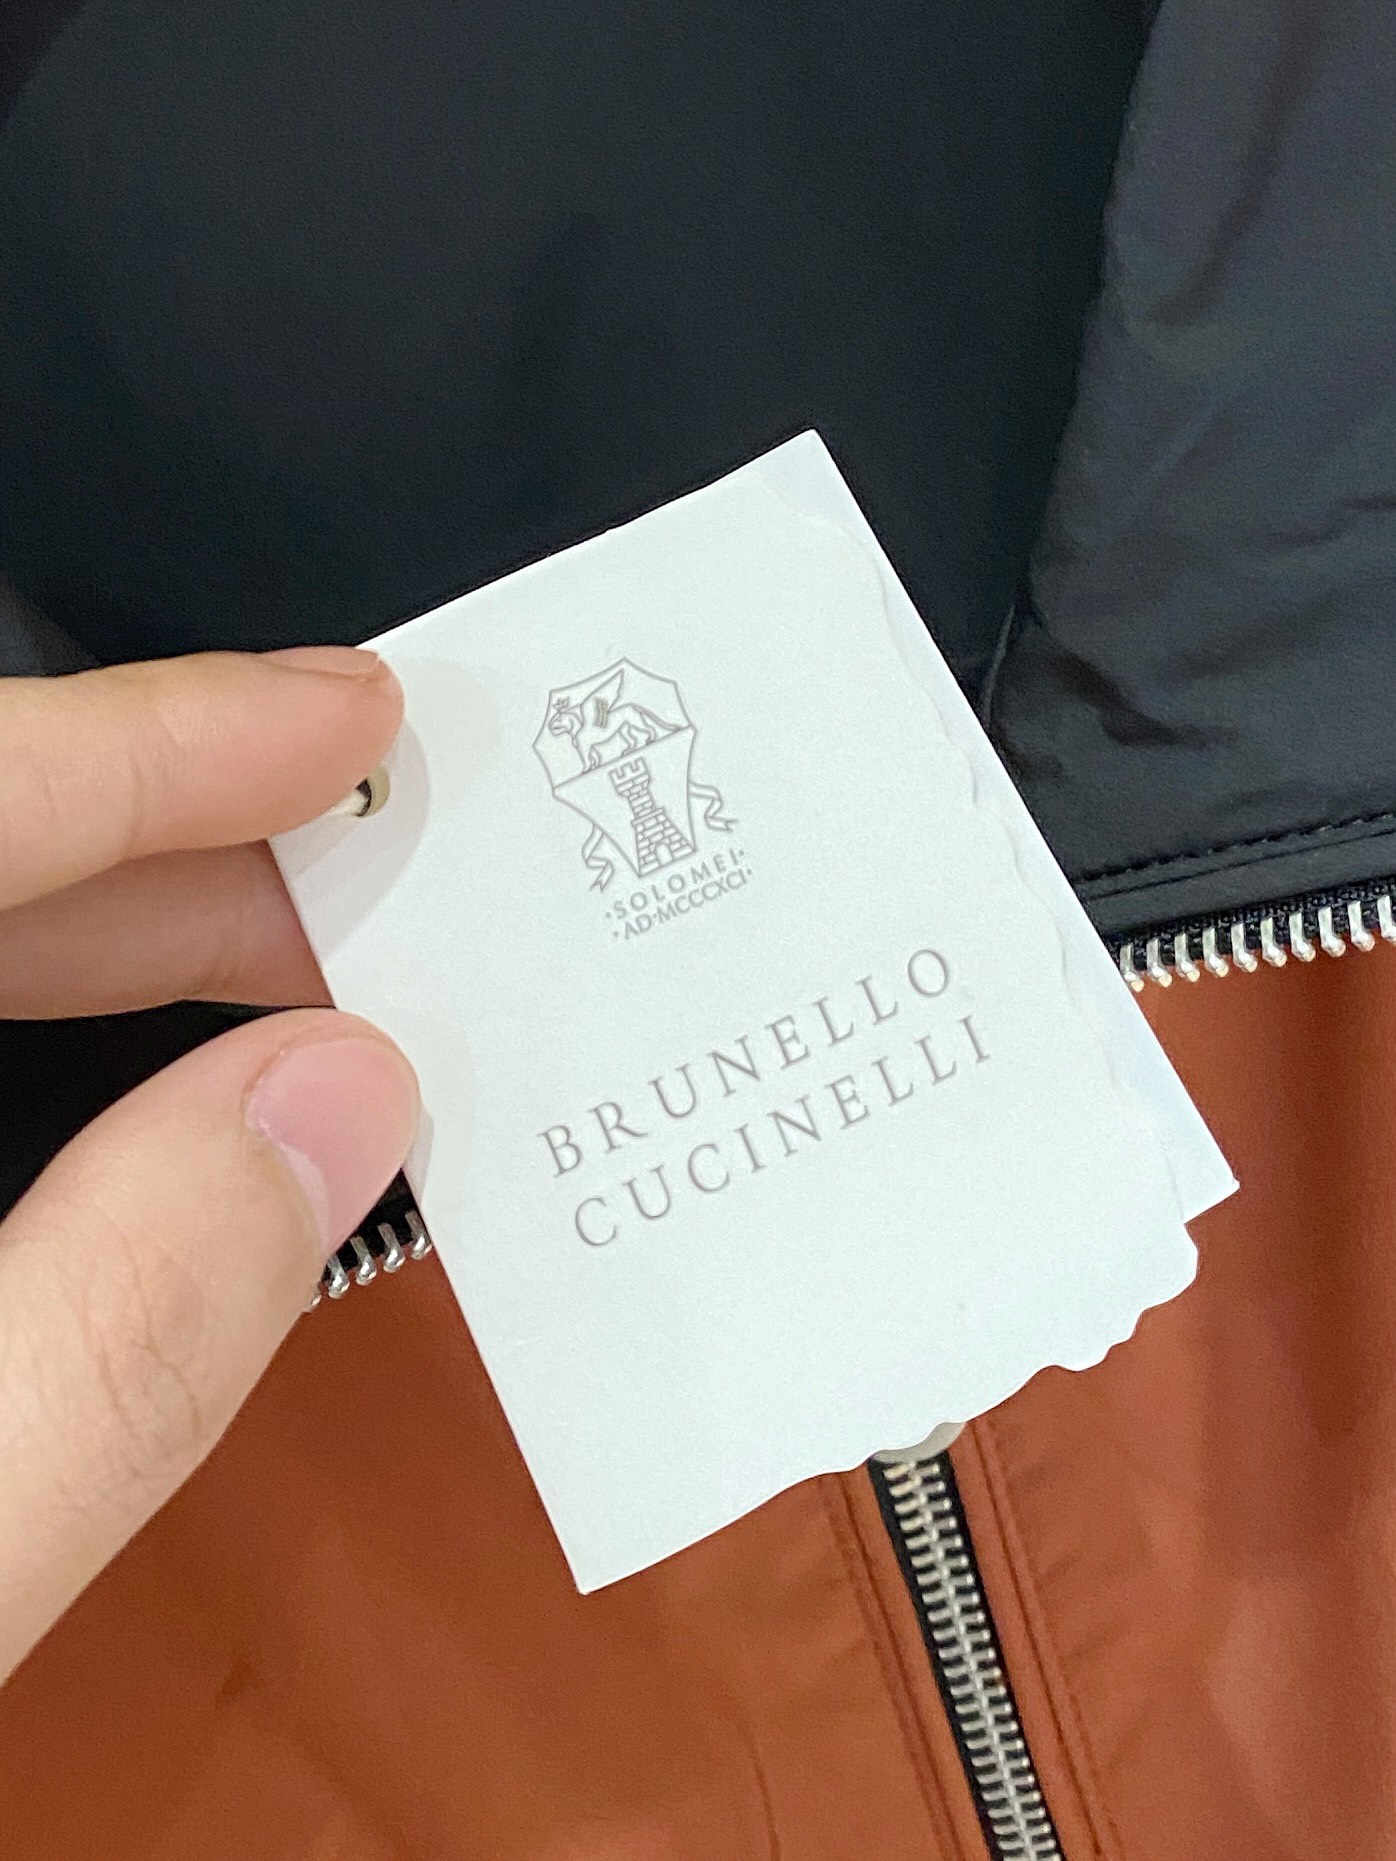 ·SOLOMEI·
·AD·MCCCXCI·
BRUNELLO
CUCINELLI